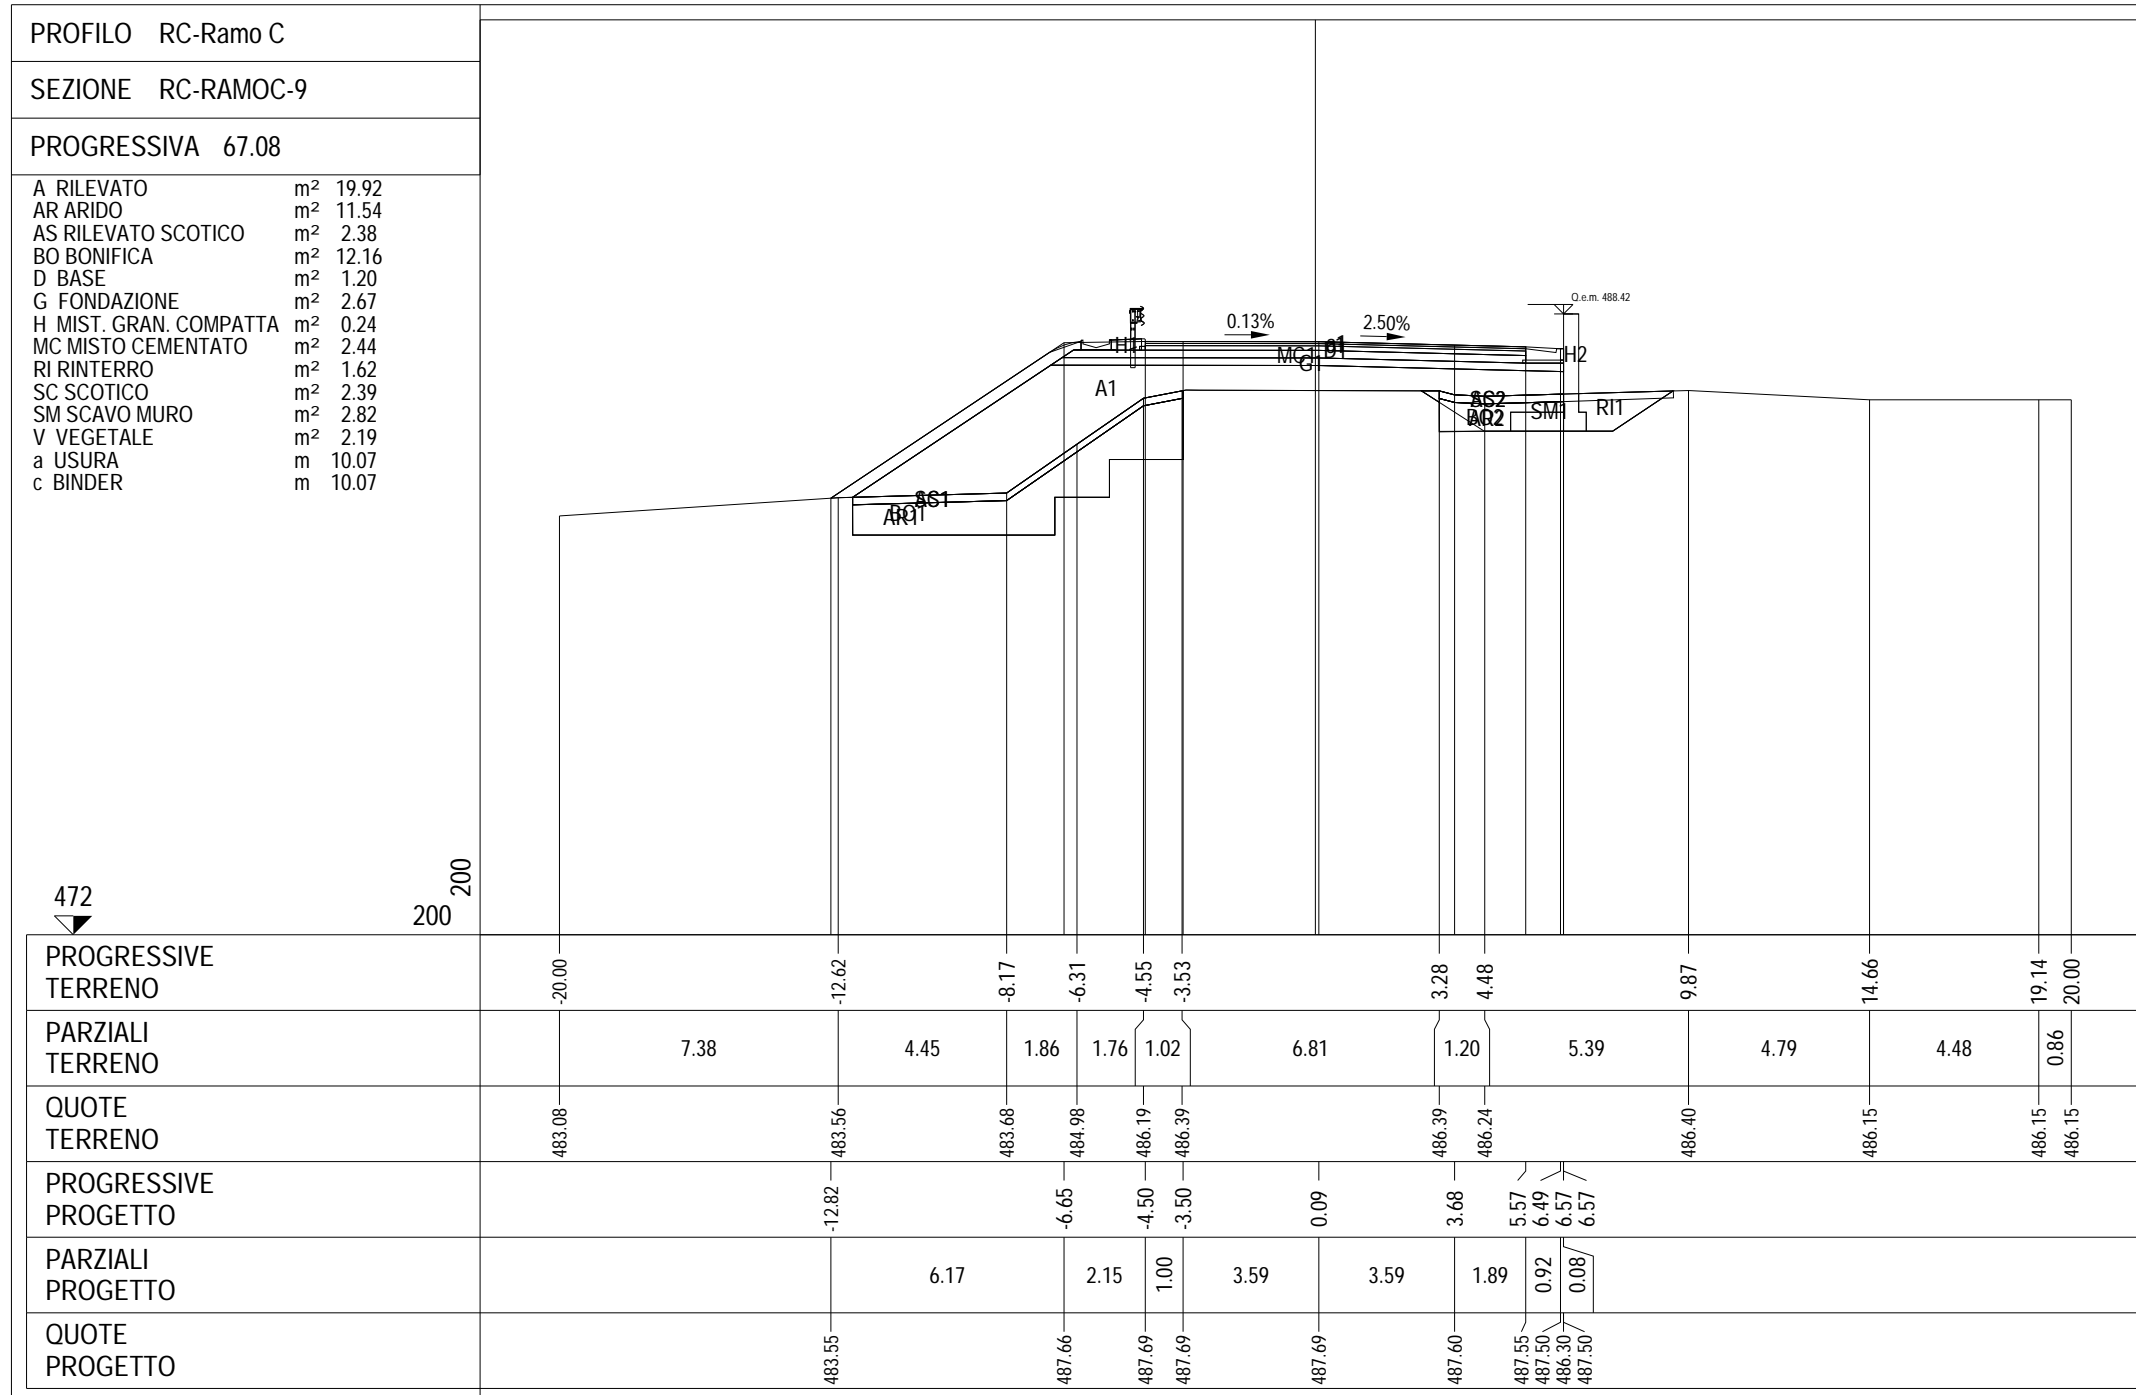 PROFILO RC-Ramo C
SEZIONE RC-RAMOC-9
PROGRESSIVA 67.08
A RILEVATO m² 19.92
AR ARIDO m² 11.54
AS RILEVATO SCOTICO m² 2.38
BO BONIFICA m² 12.16
D BASE m² 1.20
G FONDAZIONE m² 2.67
H MIST. GRAN. COMPATTA m² 0.24
MC MISTO CEMENTATO m² 2.44
RI RINTERRO m² 1.62
SC SCOTICO m² 2.39
SM SCAVO MURO m² 2.82
V VEGETALE m² 2.19
a USURA m 10.07
c BINDER m 10.07
Q.e.m. 488.42
0.13% 2.50%
MC1
G1
H2
A1
AS2
SM1
RI1
AR2
AS1
BO1
AR1
472
200
200
PROGRESSIVE TERRENO
-20.00 -12.62 -8.17 -6.31 -4.55 -3.53 3.28 4.48 9.87 14.66 19.14 20.00
PARZIALI TERRENO
7.38 4.45 1.86 1.76 1.02 6.81 1.20 5.39 4.79 4.48 0.86
QUOTE TERRENO
483.08 483.56 483.68 484.98 486.19 486.39 486.39 486.24 486.40 486.15 486.15 486.15
PROGRESSIVE PROGETTO
-12.82 -6.65 -4.50 -3.50 0.09 3.68 5.57 6.49 6.57 6.57
PARZIALI PROGETTO
6.17 2.15 1.00 3.59 3.59 1.89 0.92 0.08
QUOTE PROGETTO
483.55 487.66 487.69 487.69 487.69 487.60 487.55 487.50 486.30 487.50